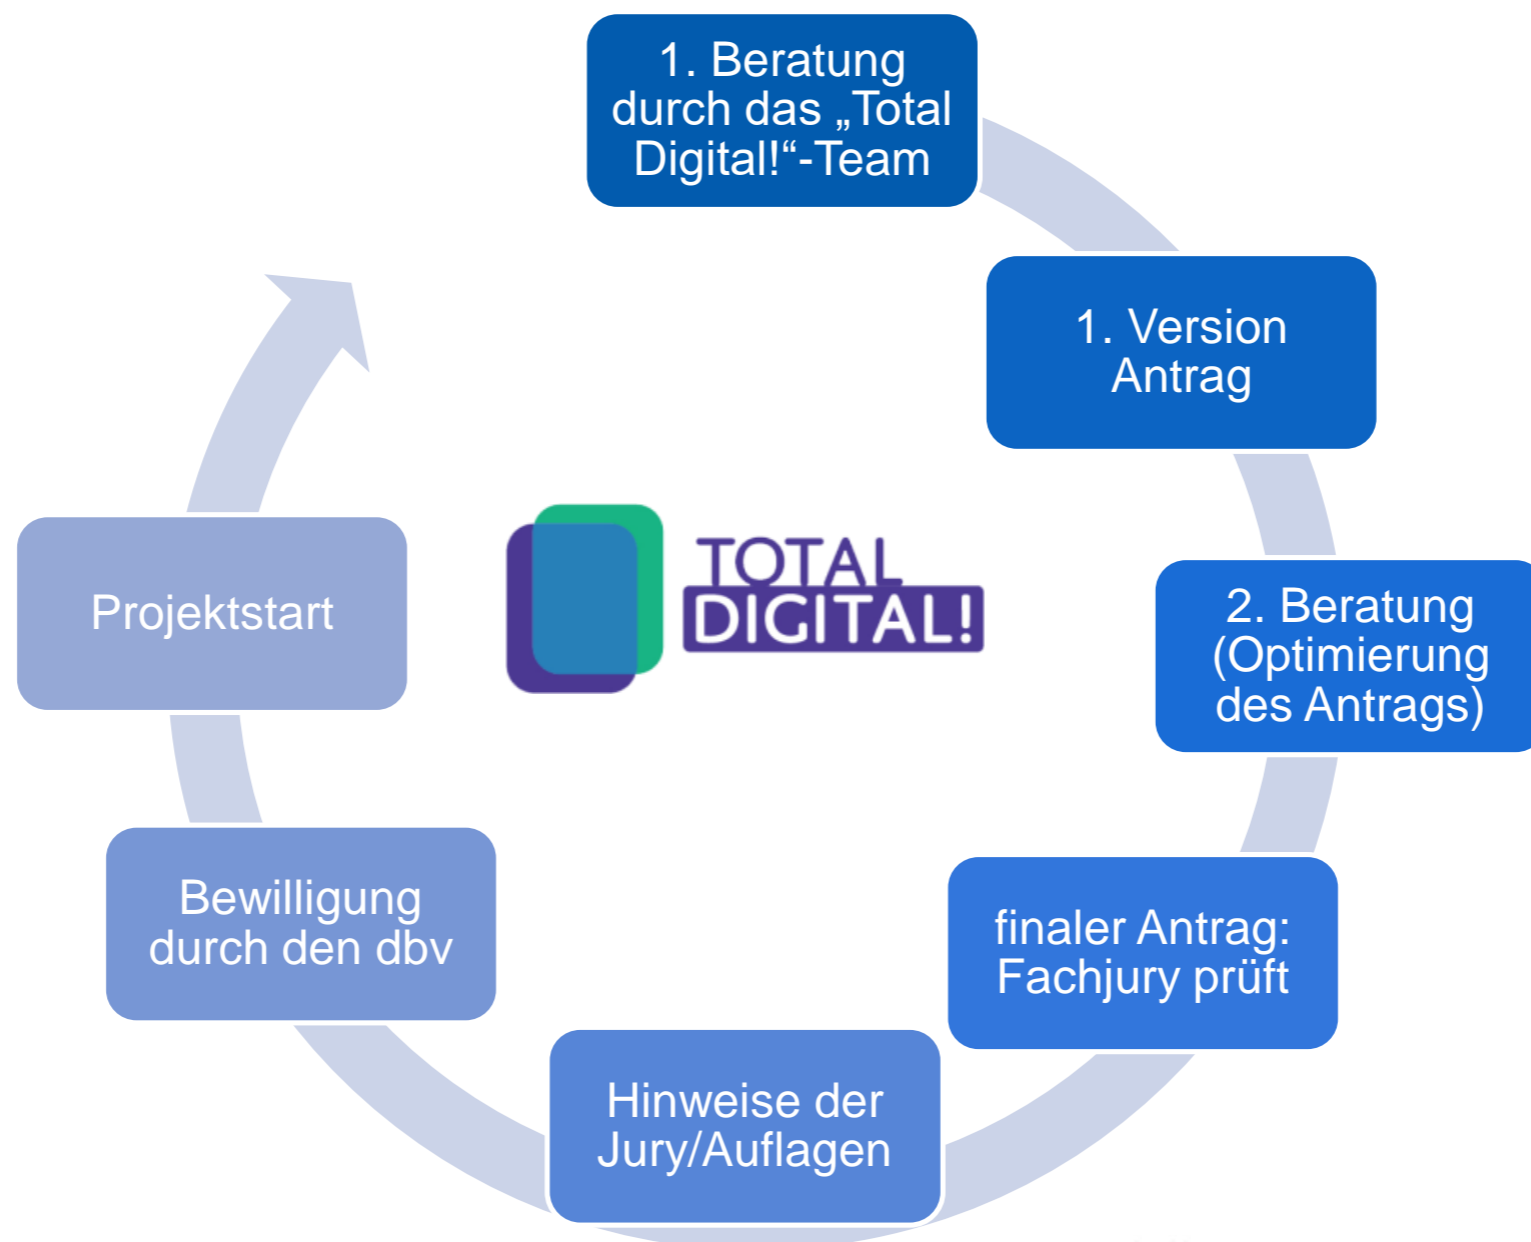 1. Beratung
durch das „Total
Digital!“-Team
1. Version
Antrag
2. Beratung
(Optimierung
des Antrags)
finaler Antrag:
Fachjury prüft
Hinweise der
Jury/Auflagen
Bewilligung
durch den dbv
Projektstart
TOTAL
DIGITAL!